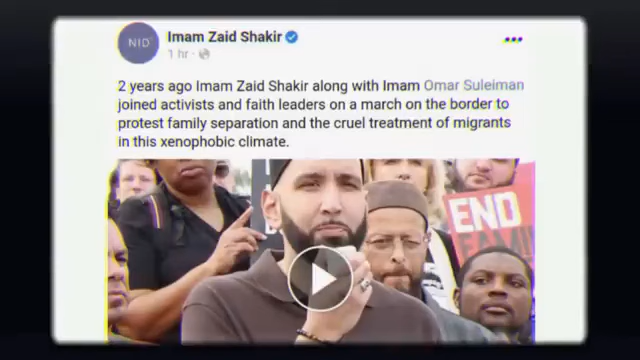 NID
Imam Zaid Shakir
1 hr ·
2 years ago Imam Zaid Shakir along with Imam Omar Suleiman
joined activists and faith leaders on a march on the border to
protest family separation and the cruel treatment of migrants
in this xenophobic climate.
END